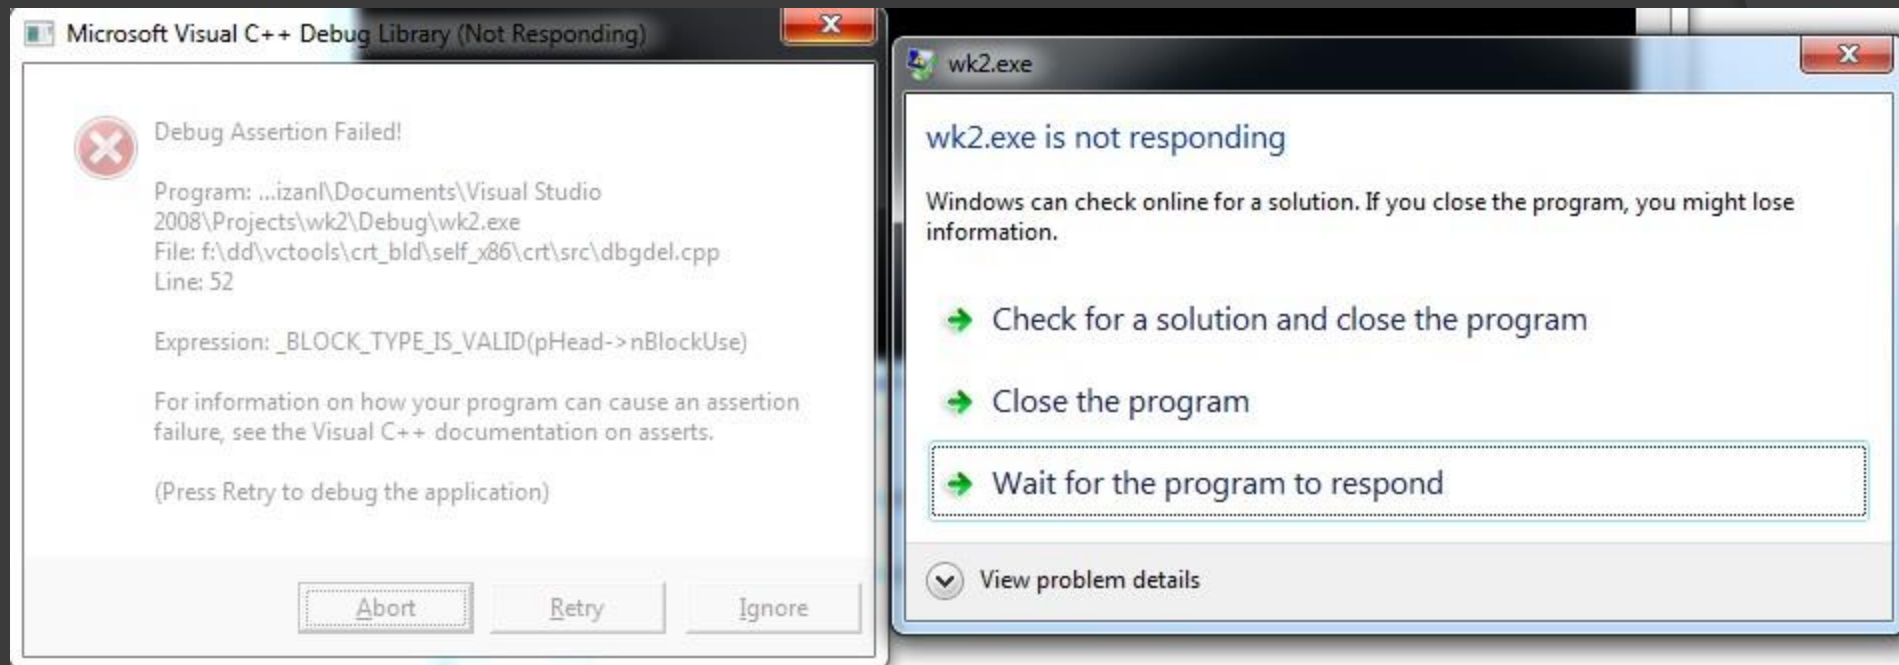 Microsoft Visual C++ Debug Library (Not Responding)
Debug Assertion Failed!
Program: ...izanl\Documents\Visual Studio
2008\Projects\wk2\Debug\wk2.exe
File: f:\dd\vctools\crt_bld\self_x86\crt\src\dbgdel.cpp
Line: 52
Expression: _BLOCK_TYPE_IS_VALID(pHead->nBlockUse)
For information on how your program can cause an assertion
failure, see the Visual C++ documentation on asserts.
(Press Retry to debug the application)
Abort Retry Ignore
wk2.exe
wk2.exe is not responding
Windows can check online for a solution. If you close the program, you might lose
information.
Check for a solution and close the program
Close the program
Wait for the program to respond
View problem details